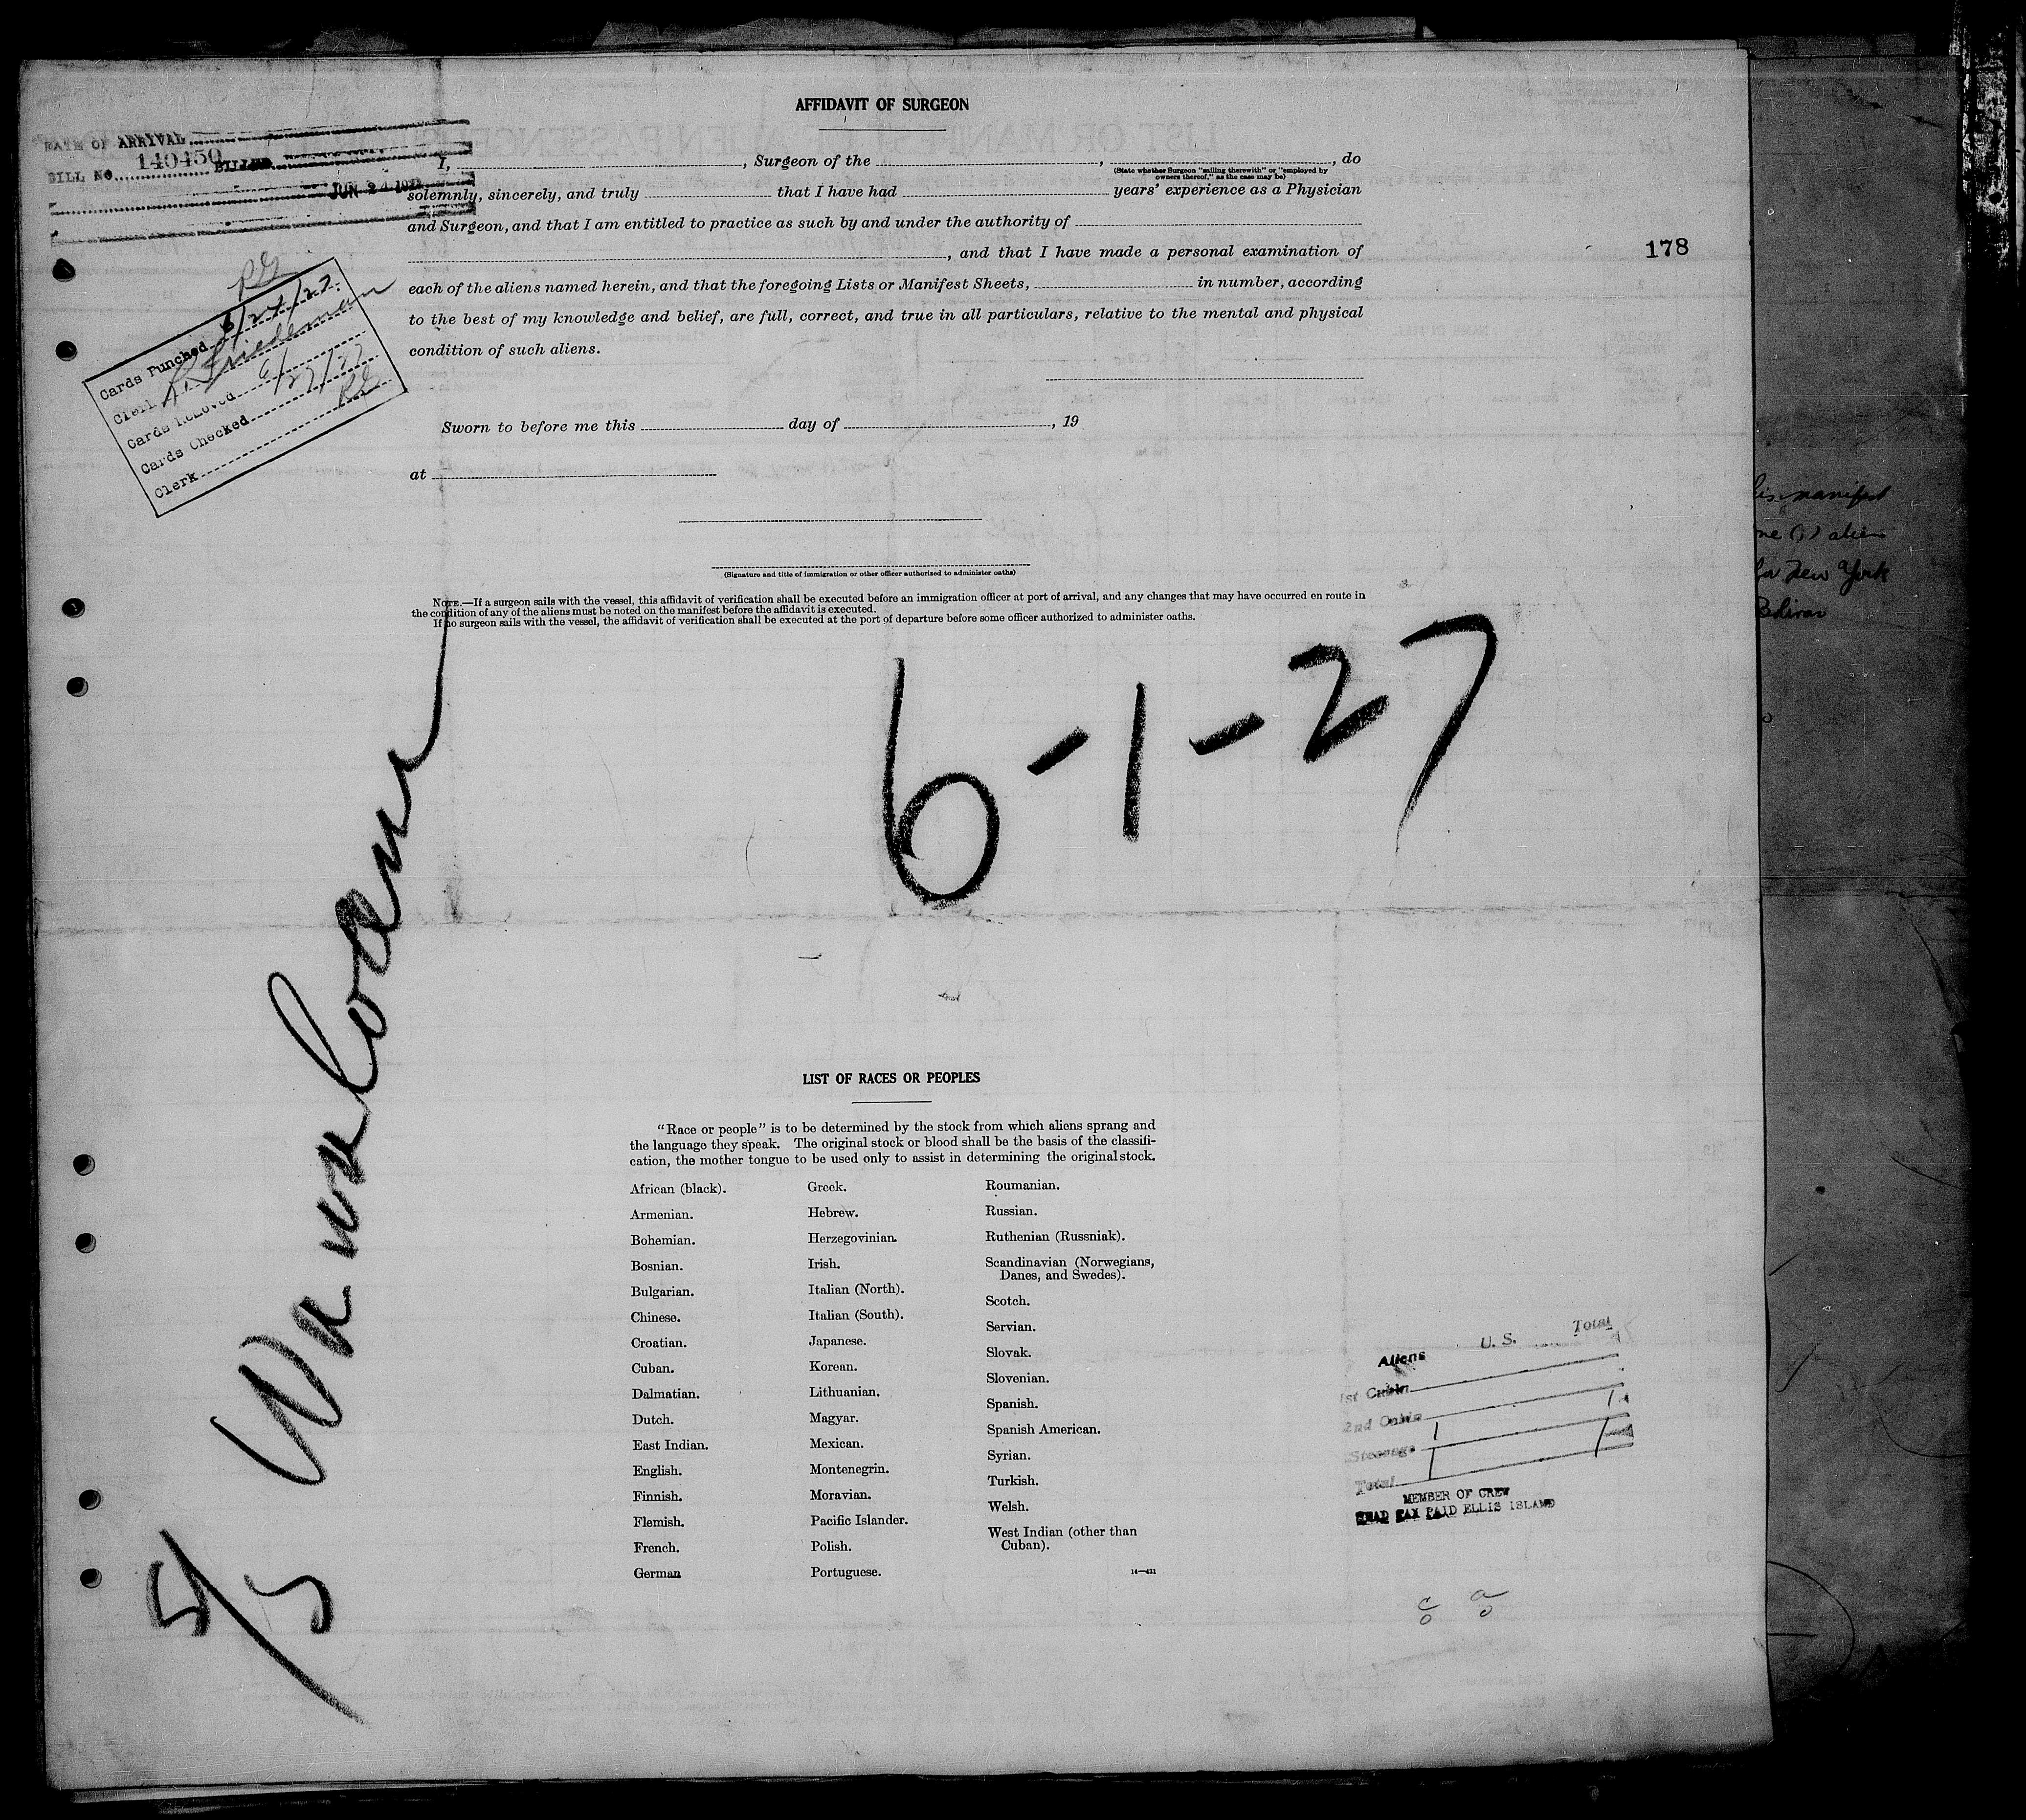 AFFIDAVIT OF SURGEON
DATE OF ARRIVAL
BILL NO. 140450 BILLED
JUN 24
I, , Surgeon of the , , do
(State whether Surgeon "sailing therewith" or "employed by
owners thereof," as the case may be)
solemnly, sincerely, and truly that I have had years' experience as a Physician
and Surgeon, and that I am entitled to practice as such by and under the authority of
, and that I have made a personal examination of
178
each of the aliens named herein, and that the foregoing Lists or Manifest Sheets, in number, according
to the best of my knowledge and belief, are full, correct, and true in all particulars, relative to the mental and physical
condition of such aliens.
Cards Punched 6/27/27
Clerk R. Friedman
Cards Removed 6/27/27
Cards Checked
Clerk
Sworn to before me this day of , 19
at
(Signature and title of immigration or other officer authorized to administer oaths)
NOTE.—If a surgeon sails with the vessel, this affidavit of verification shall be executed before an immigration officer at port of arrival, and any changes that may have occurred en route in
the condition of any of the aliens must be noted on the manifest before the affidavit is executed.
If no surgeon sails with the vessel, the affidavit of verification shall be executed at the port of departure before some officer authorized to administer oaths.
manifest
alien
New York
6-1-27
LIST OF RACES OR PEOPLES
"Race or people" is to be determined by the stock from which aliens sprang and
the language they speak. The original stock or blood shall be the basis of the classifi-
cation, the mother tongue to be used only to assist in determining the original stock.
African (black).
Armenian.
Bohemian.
Bosnian.
Bulgarian.
Chinese.
Croatian.
Cuban.
Dalmatian.
Dutch.
East Indian.
English.
Finnish.
Flemish.
French.
German
Greek.
Hebrew.
Herzegovinian.
Irish.
Italian (North).
Italian (South).
Japanese.
Korean.
Lithuanian.
Magyar.
Mexican.
Montenegrin.
Moravian.
Pacific Islander.
Polish.
Portuguese.
Roumanian.
Russian.
Ruthenian (Russniak).
Scandinavian (Norwegians,
Danes, and Swedes).
Scotch.
Servian.
Slovak.
Slovenian.
Spanish.
Spanish American.
Syrian.
Turkish.
Welsh.
West Indian (other than
Cuban).
14—431
Aliens U. S. Total
1st Cabin
2nd Cabin 1
Steerage 1 1
Total 1
MEMBER OF CREW
HEAD TAX PAID ELLIS ISLAND